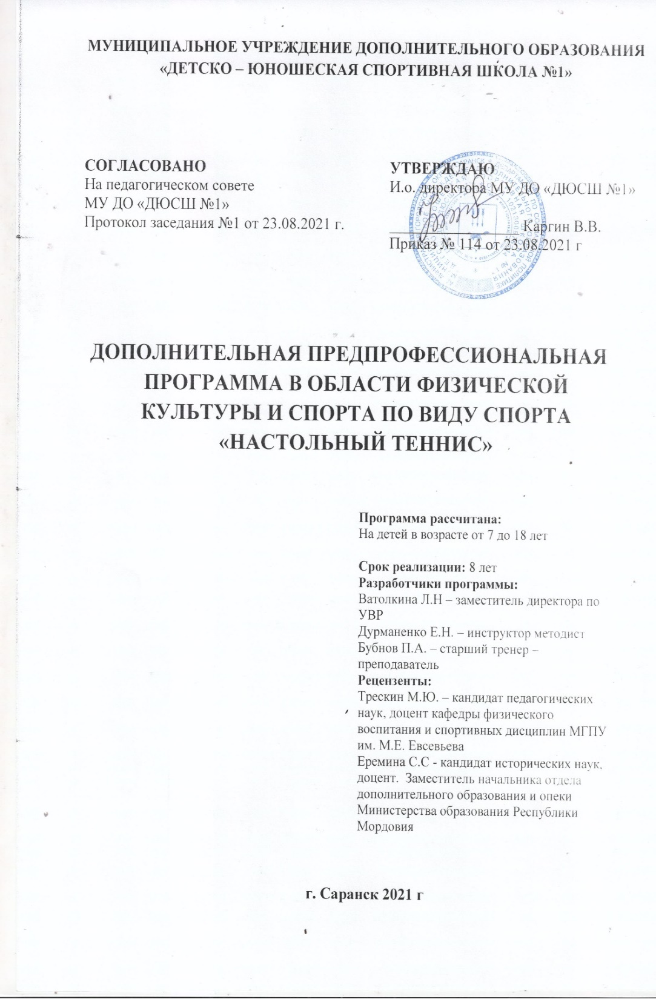 МУНИЦИПАЛЬНОЕ УЧРЕЖДЕНИЕ ДОПОЛНИТЕЛЬНОГО ОБРАЗОВАНИЯ
«ДЕТСКО – ЮНОШЕСКАЯ СПОРТИВНАЯ ШКОЛА №1»
СОГЛАСОВАНО
На педагогическом совете
МУ ДО «ДЮСШ №1»
Протокол заседания №1 от 23.08.2021 г.
УТВЕРЖДАЮ
И.о. директора МУ ДО «ДЮСШ №1»
Каргин В.В.
Приказ № 114 от 23.08.2021 г
ДОПОЛНИТЕЛЬНАЯ ПРЕДПРОФЕССИОНАЛЬНАЯ
ПРОГРАММА В ОБЛАСТИ ФИЗИЧЕСКОЙ
КУЛЬТУРЫ И СПОРТА ПО ВИДУ СПОРТА
«НАСТОЛЬНЫЙ ТЕННИС»
Программа рассчитана:
На детей в возрасте от 7 до 18 лет
Срок реализации: 8 лет
Разработчики программы:
Ватолкина Л.Н – заместитель директора по
УВР
Дурманенко Е.Н. – инструктор методист
Бубнов П.А. – старший тренер –
преподаватель
Рецензенты:
Трескин М.Ю. – кандидат педагогических
наук, доцент кафедры физического
воспитания и спортивных дисциплин МГПУ
им. М.Е. Евсевьева
Еремина С.С - кандидат исторических наук,
доцент. Заместитель начальника отдела
дополнительного образования и опеки
Министерства образования Республики
Мордовия
г. Саранск 2021 г